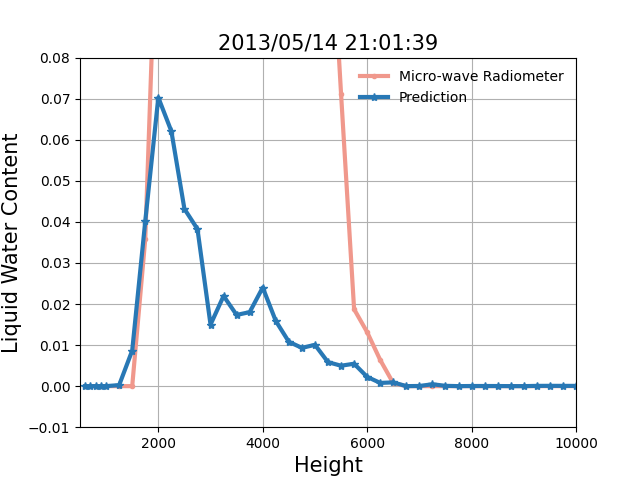 2013/05/14 21:01:39
Micro-wave Radiometer
Prediction
Liquid Water Content
0.08
0.07
0.06
0.05
0.04
0.03
0.02
0.01
0.00
−0.01
2000 4000 6000 8000 10000
Height